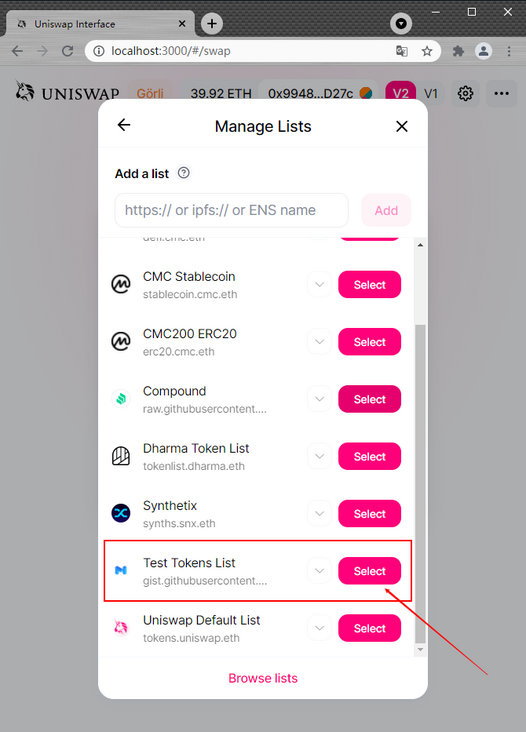 Uniswap Interface
localhost:3000/#/swap
UNISWAP Görli 39.92 ETH 0x9948...D27c V2 V1
Manage Lists
Add a list
https:// or ipfs:// or ENS name Add
defi.cmc.eth
CMC Stablecoin
stablecoin.cmc.eth Select
CMC200 ERC20
erc20.cmc.eth Select
Compound
raw.githubusercontent.... Select
Dharma Token List
tokenlist.dharma.eth Select
Synthetix
synths.snx.eth Select
Test Tokens List
gist.githubusercontent.... Select
Uniswap Default List
tokens.uniswap.eth Select
Browse lists